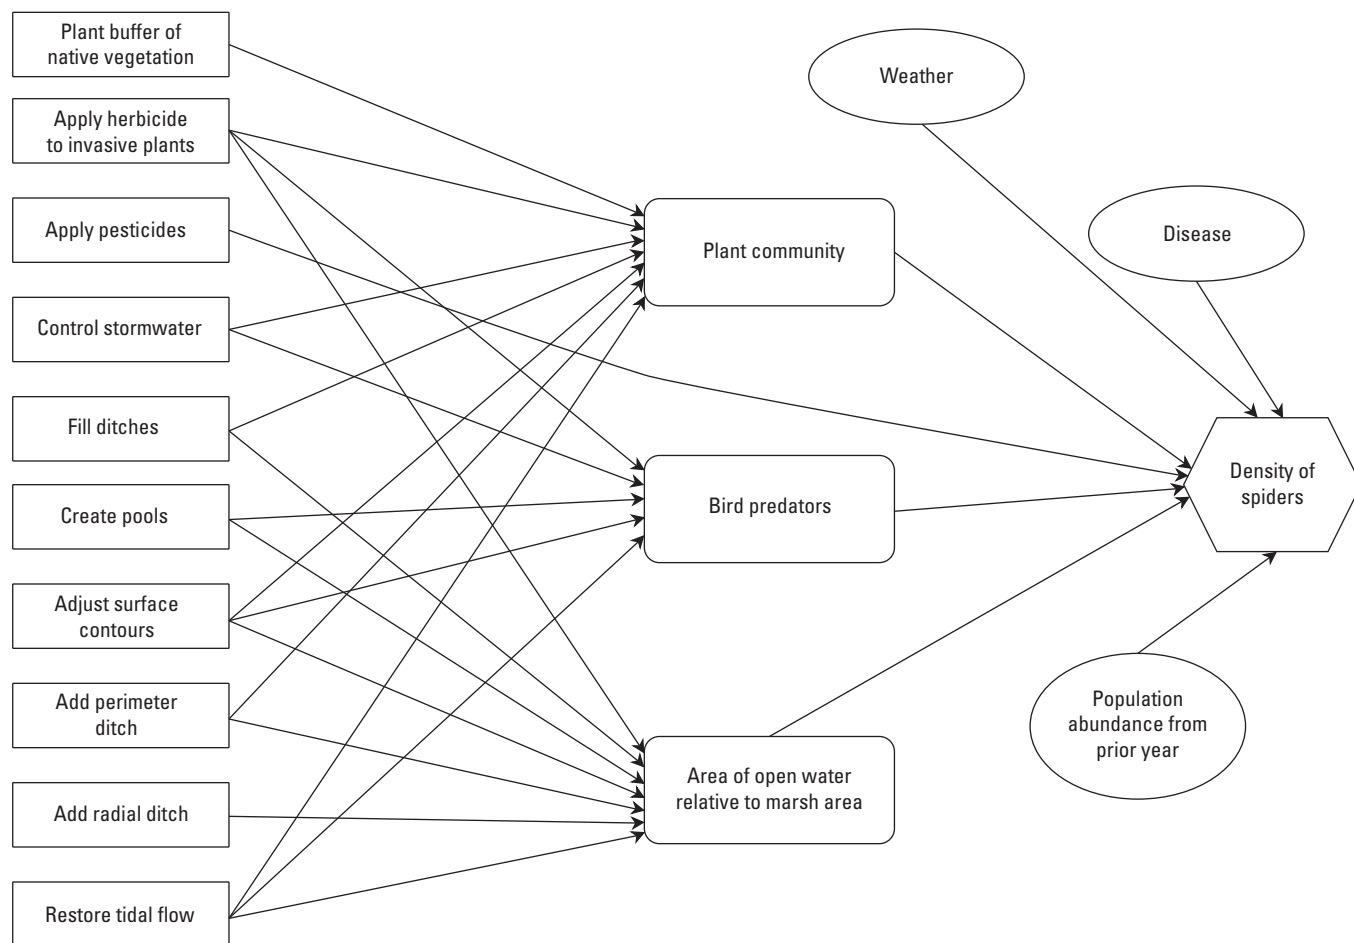 Plant buffer of
native vegetation
Apply herbicide
to invasive plants
Apply pesticides
Control stormwater
Fill ditches
Create pools
Adjust surface
contours
Add perimeter
ditch
Add radial ditch
Restore tidal flow
Plant community
Bird predators
Area of open water
relative to marsh area
Weather
Disease
Density of
spiders
Population
abundance from
prior year